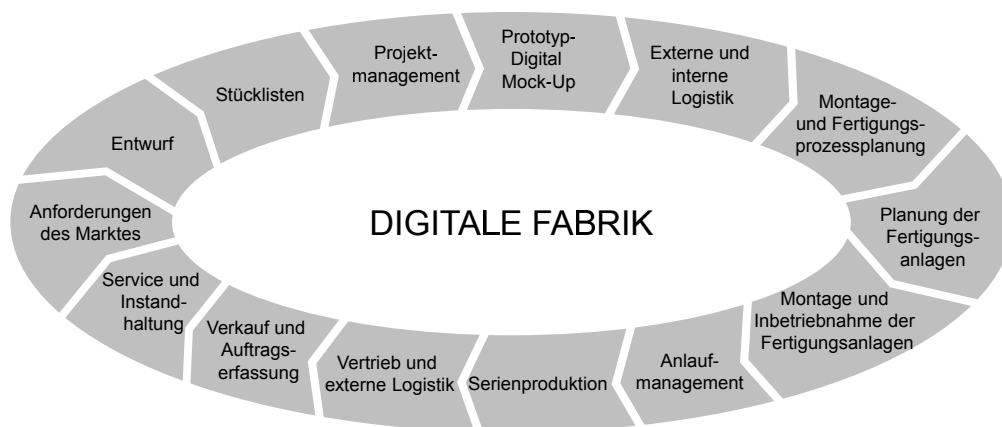 Projekt-
management
Prototyp-
Digital
Mock-Up
Externe und
interne
Logistik
Montage-
und Fertigungs-
prozessplanung
Planung der
Fertigungs-
anlagen
Montage und
Inbetriebnahme der
Fertigungsanlagen
Anlauf-
management
Serienproduktion
Vertrieb und
externe Logistik
Verkauf und
Auftrags-
erfassung
Service und
Instand-
haltung
Anforderungen
des Marktes
Entwurf
Stücklisten
DIGITALE FABRIK